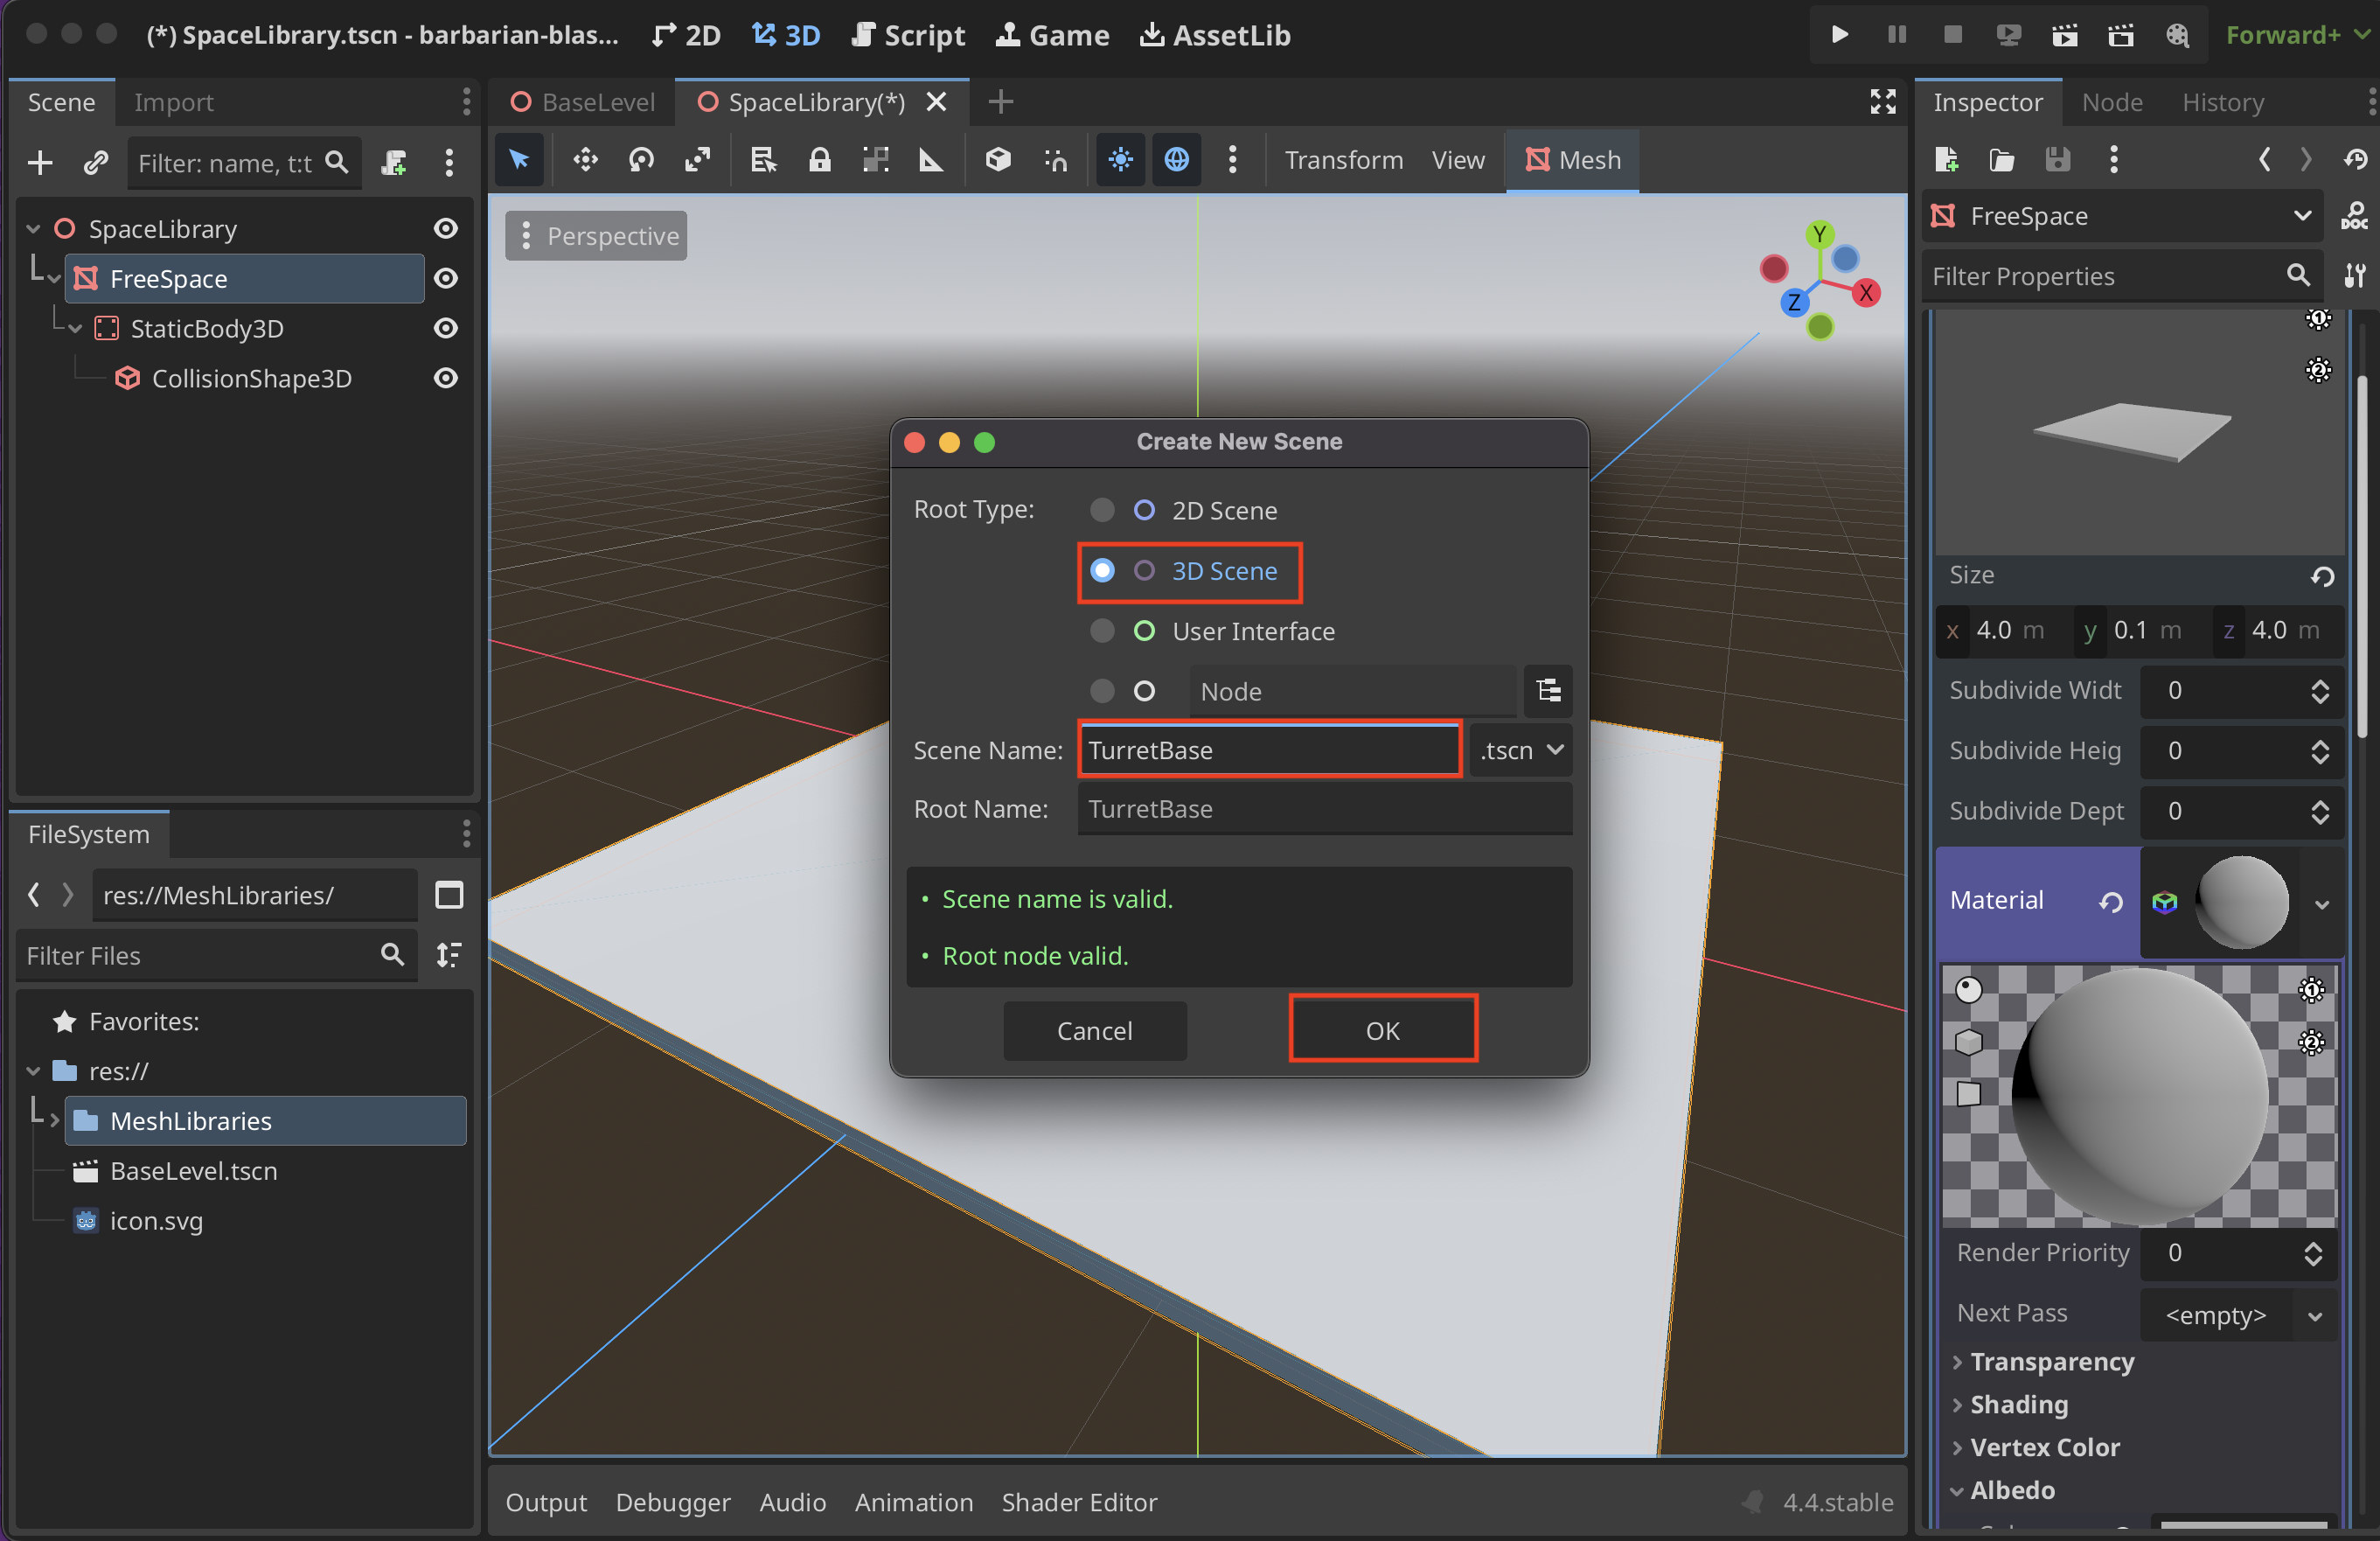 (*) SpaceLibrary.tscn - barbarian-blas...
2D
3D
Script
Game
AssetLib
Forward+
Scene
Import
BaseLevel
SpaceLibrary(*)
Inspector
Node
History
Filter: name, t:t
Transform
View
Mesh
SpaceLibrary
FreeSpace
StaticBody3D
CollisionShape3D
Perspective
Y
X
Z
FreeSpace
DOC
Filter Properties
1
2
Create New Scene
Root Type:
2D Scene
3D Scene
User Interface
Node
Scene Name:
TurretBase
.tscn
Root Name:
TurretBase
• Scene name is valid.
• Root node valid.
Cancel
OK
Size
x 4.0 m
y 0.1 m
z 4.0 m
Subdivide Widt
0
Subdivide Heig
0
Subdivide Dept
0
Material
1
2
Render Priority
0
Next Pass
<empty>
Transparency
Shading
Vertex Color
Albedo
FileSystem
res://MeshLibraries/
Filter Files
Favorites:
res://
MeshLibraries
BaseLevel.tscn
icon.svg
Output
Debugger
Audio
Animation
Shader Editor
4.4.stable